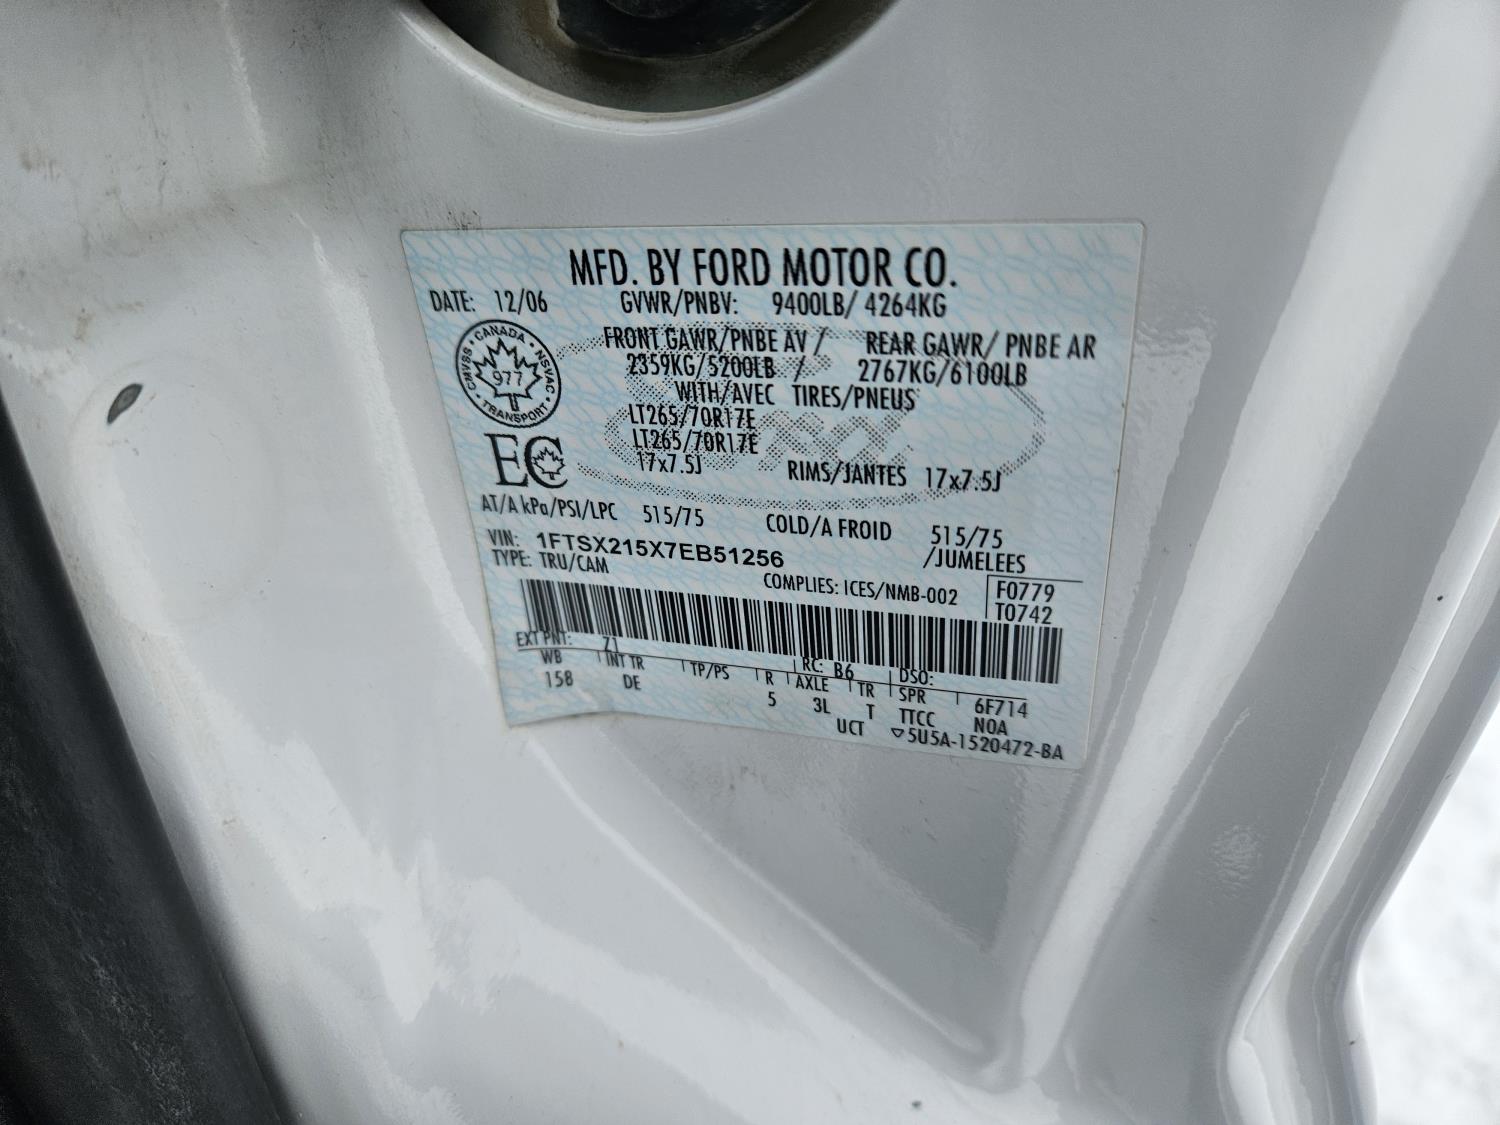 MFD. BY FORD MOTOR CO.
DATE: 12/06 GVWR/PNBV: 9400LB/ 4264KG
FRONT GAWR/PNBE AV / REAR GAWR/ PNBE AR
2359KG/5200LB / 2767KG/6100LB
WITH/AVEC TIRES/PNEUS
LT265/70R17E
LT265/70R17E
17x7.5J RIMS/JANTES 17x7.5J
CANADA
CMVSS • NSVAC
977
TRANSPORT
EC
AT/A kPa/PSI/LPC 515/75 COLD/A FROID 515/75
VIN: 1FTSX215X7EB51256 /JUMELEES
TYPE: TRU/CAM COMPLIES: ICES/NMB-002 F0779
T0742
EXT PNT: Z1 RC: B6 DSO:
WB INT TR TP/PS R AXLE TR SPR 6F714
158 DE 5 3L T TTCC NOA
UCT ▽5U5A-1520472-BA